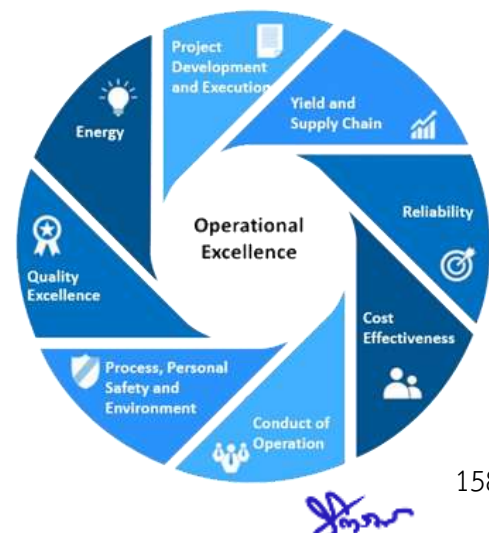 Project
Development
and Execution
Yield and
Supply Chain
Reliability
Cost
Effectiveness
Conduct of
Operation
Process, Personal
Safety and
Environment
Quality
Excellence
Energy
Operational
Excellence
158